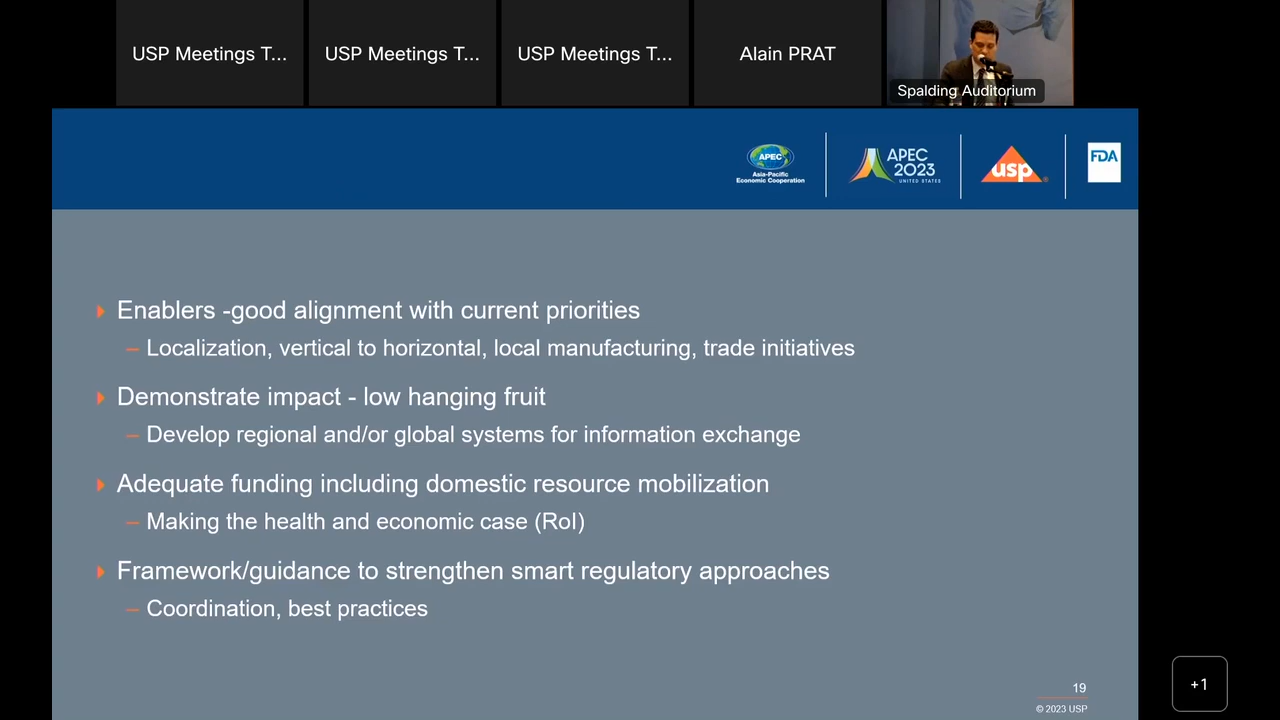 USP Meetings T...
USP Meetings T...
USP Meetings T...
Alain PRAT
Spalding Auditorium
APEC
Asia-Pacific
Economic Cooperation
APEC
2023
UNITED STATES
usp
®
FDA
Enablers -good alignment with current priorities
– Localization, vertical to horizontal, local manufacturing, trade initiatives
Demonstrate impact - low hanging fruit
– Develop regional and/or global systems for information exchange
Adequate funding including domestic resource mobilization
– Making the health and economic case (RoI)
Framework/guidance to strengthen smart regulatory approaches
– Coordination, best practices
19
© 2023 USP
+1